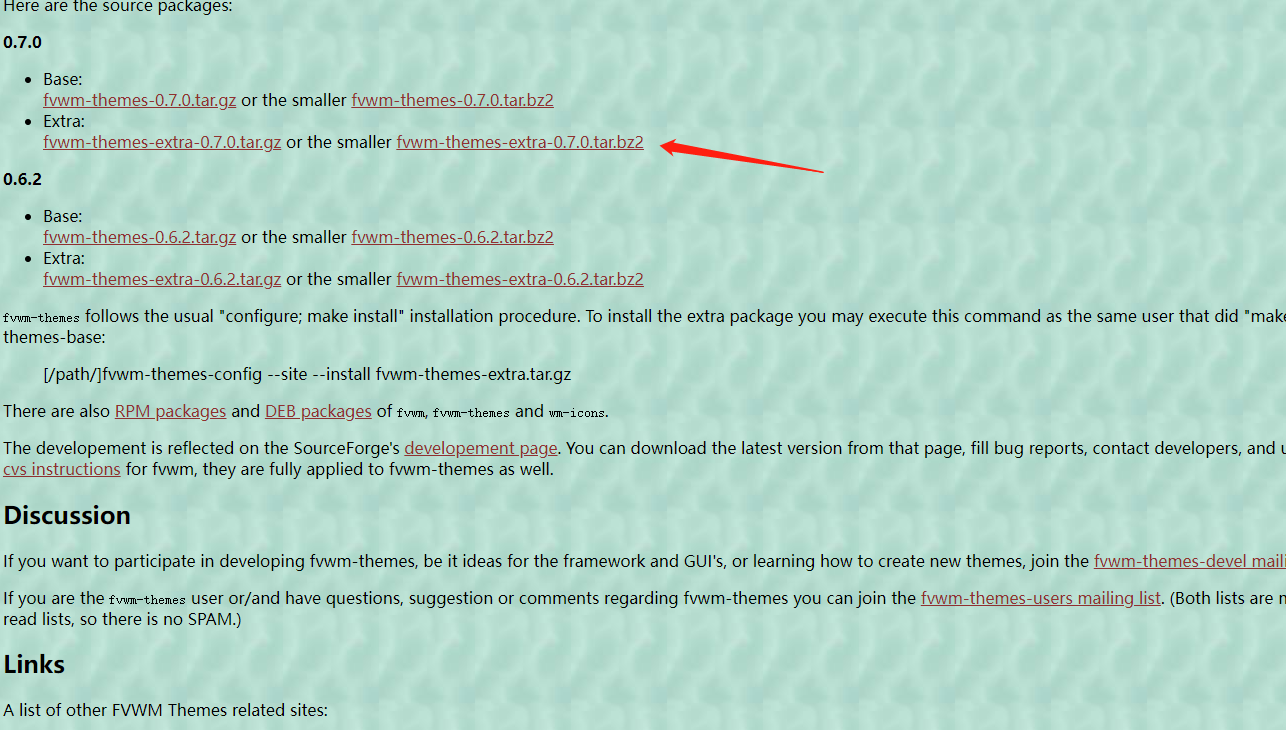 Here are the source packages:
0.7.0
Base:
fvwm-themes-0.7.0.tar.gz or the smaller fvwm-themes-0.7.0.tar.bz2
Extra:
fvwm-themes-extra-0.7.0.tar.gz or the smaller fvwm-themes-extra-0.7.0.tar.bz2
0.6.2
Base:
fvwm-themes-0.6.2.tar.gz or the smaller fvwm-themes-0.6.2.tar.bz2
Extra:
fvwm-themes-extra-0.6.2.tar.gz or the smaller fvwm-themes-extra-0.6.2.tar.bz2
fvwm-themes follows the usual "configure; make install" installation procedure. To install the extra package you may execute this command as the same user that did "make
themes-base:
[/path/]fvwm-themes-config --site --install fvwm-themes-extra.tar.gz
There are also RPM packages and DEB packages of fvwm, fvwm-themes and wm-icons.
The developement is reflected on the SourceForge's developement page. You can download the latest version from that page, fill bug reports, contact developers, and u
cvs instructions for fvwm, they are fully applied to fvwm-themes as well.
Discussion
If you want to participate in developing fvwm-themes, be it ideas for the framework and GUI's, or learning how to create new themes, join the fvwm-themes-devel maili
If you are the fvwm-themes user or/and have questions, suggestion or comments regarding fvwm-themes you can join the fvwm-themes-users mailing list. (Both lists are
read lists, so there is no SPAM.)
Links
A list of other FVWM Themes related sites: